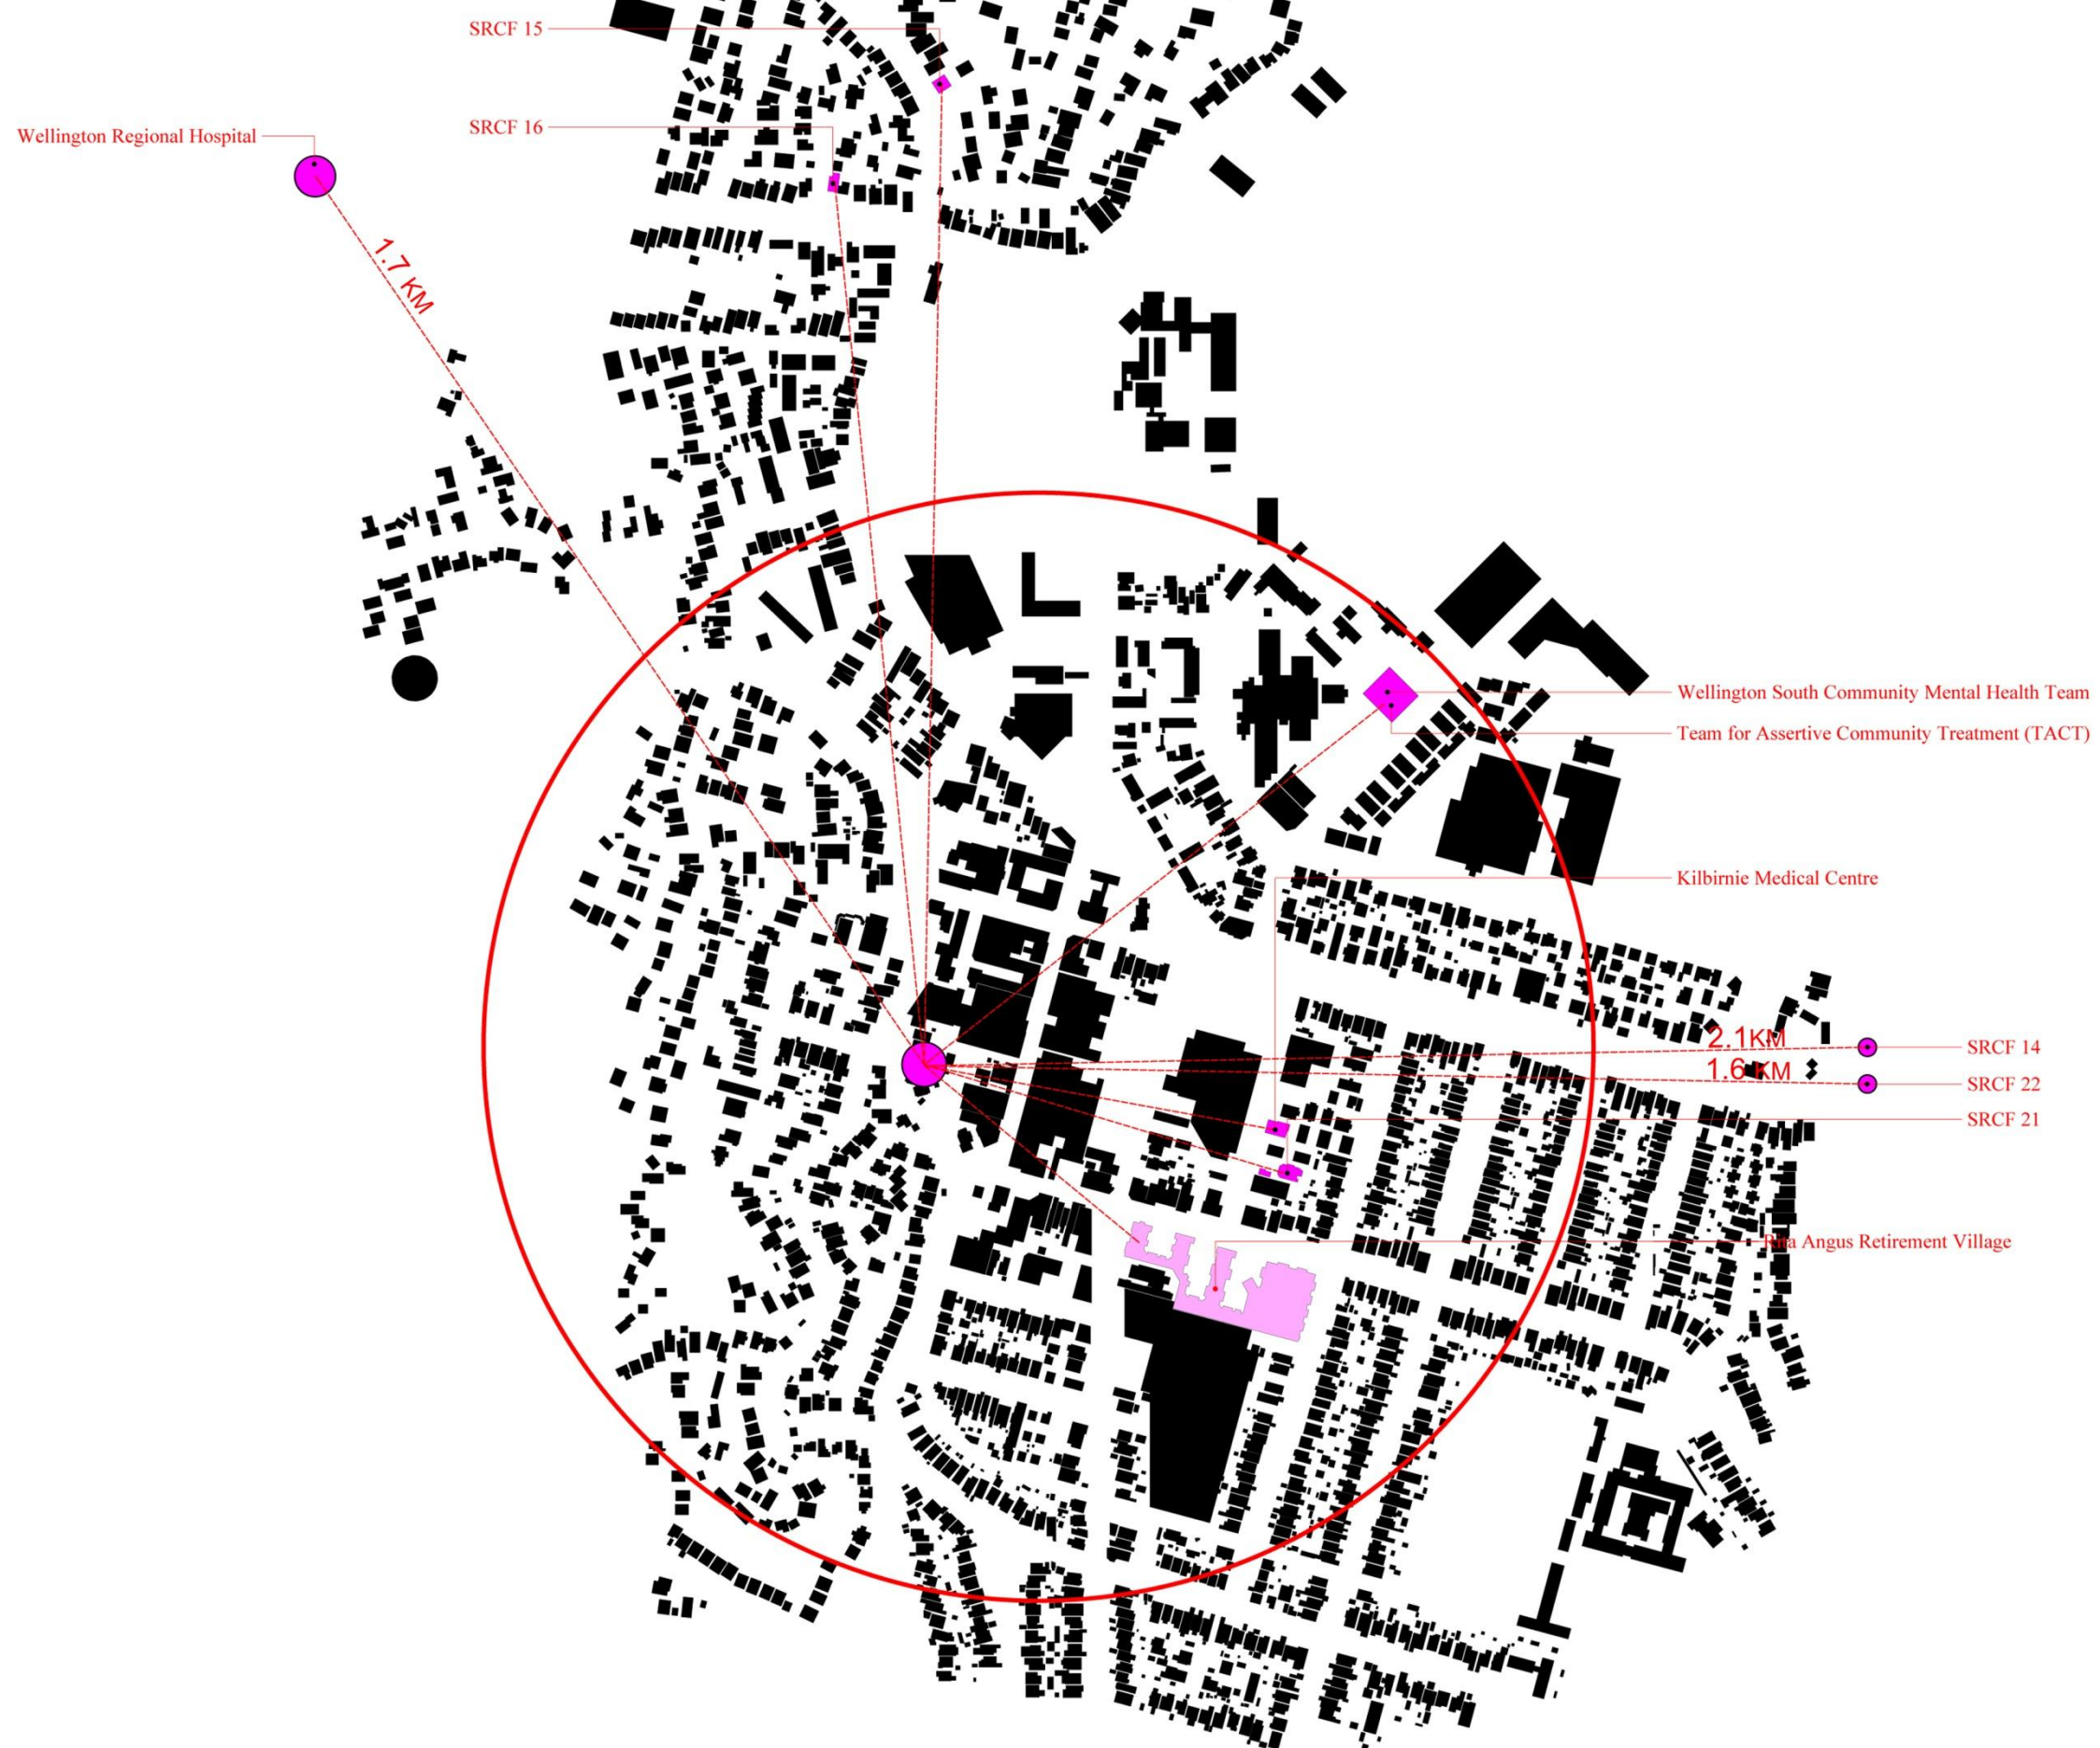 SRCF 15
SRCF 16
Wellington Regional Hospital
1.7 KM
Wellington South Community Mental Health Team
Team for Assertive Community Treatment (TACT)
Kilbirnie Medical Centre
2.1KM
SRCF 14
1.6 KM
SRCF 22
SRCF 21
Rita Angus Retirement Village